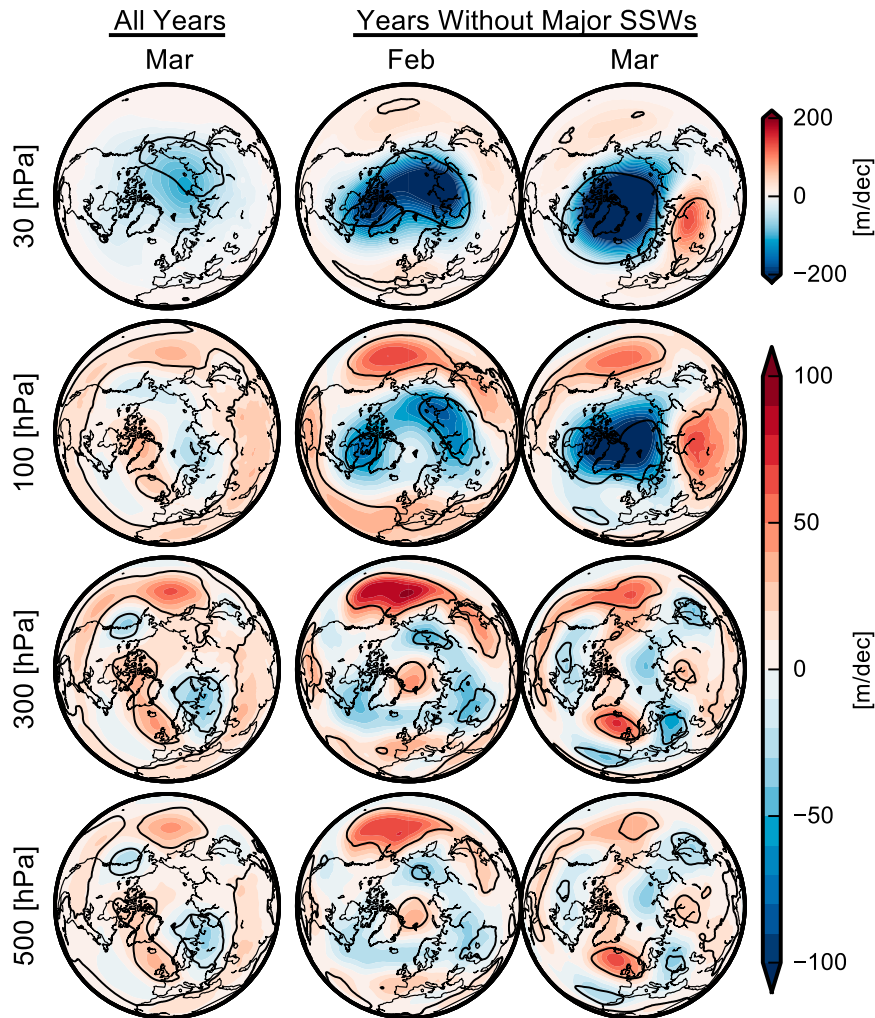 All Years
Years Without Major SSWs
Mar
Feb
Mar
30 [hPa]
200
0
−200
[m/dec]
100 [hPa]
300 [hPa]
500 [hPa]
100
50
0
−50
−100
[m/dec]